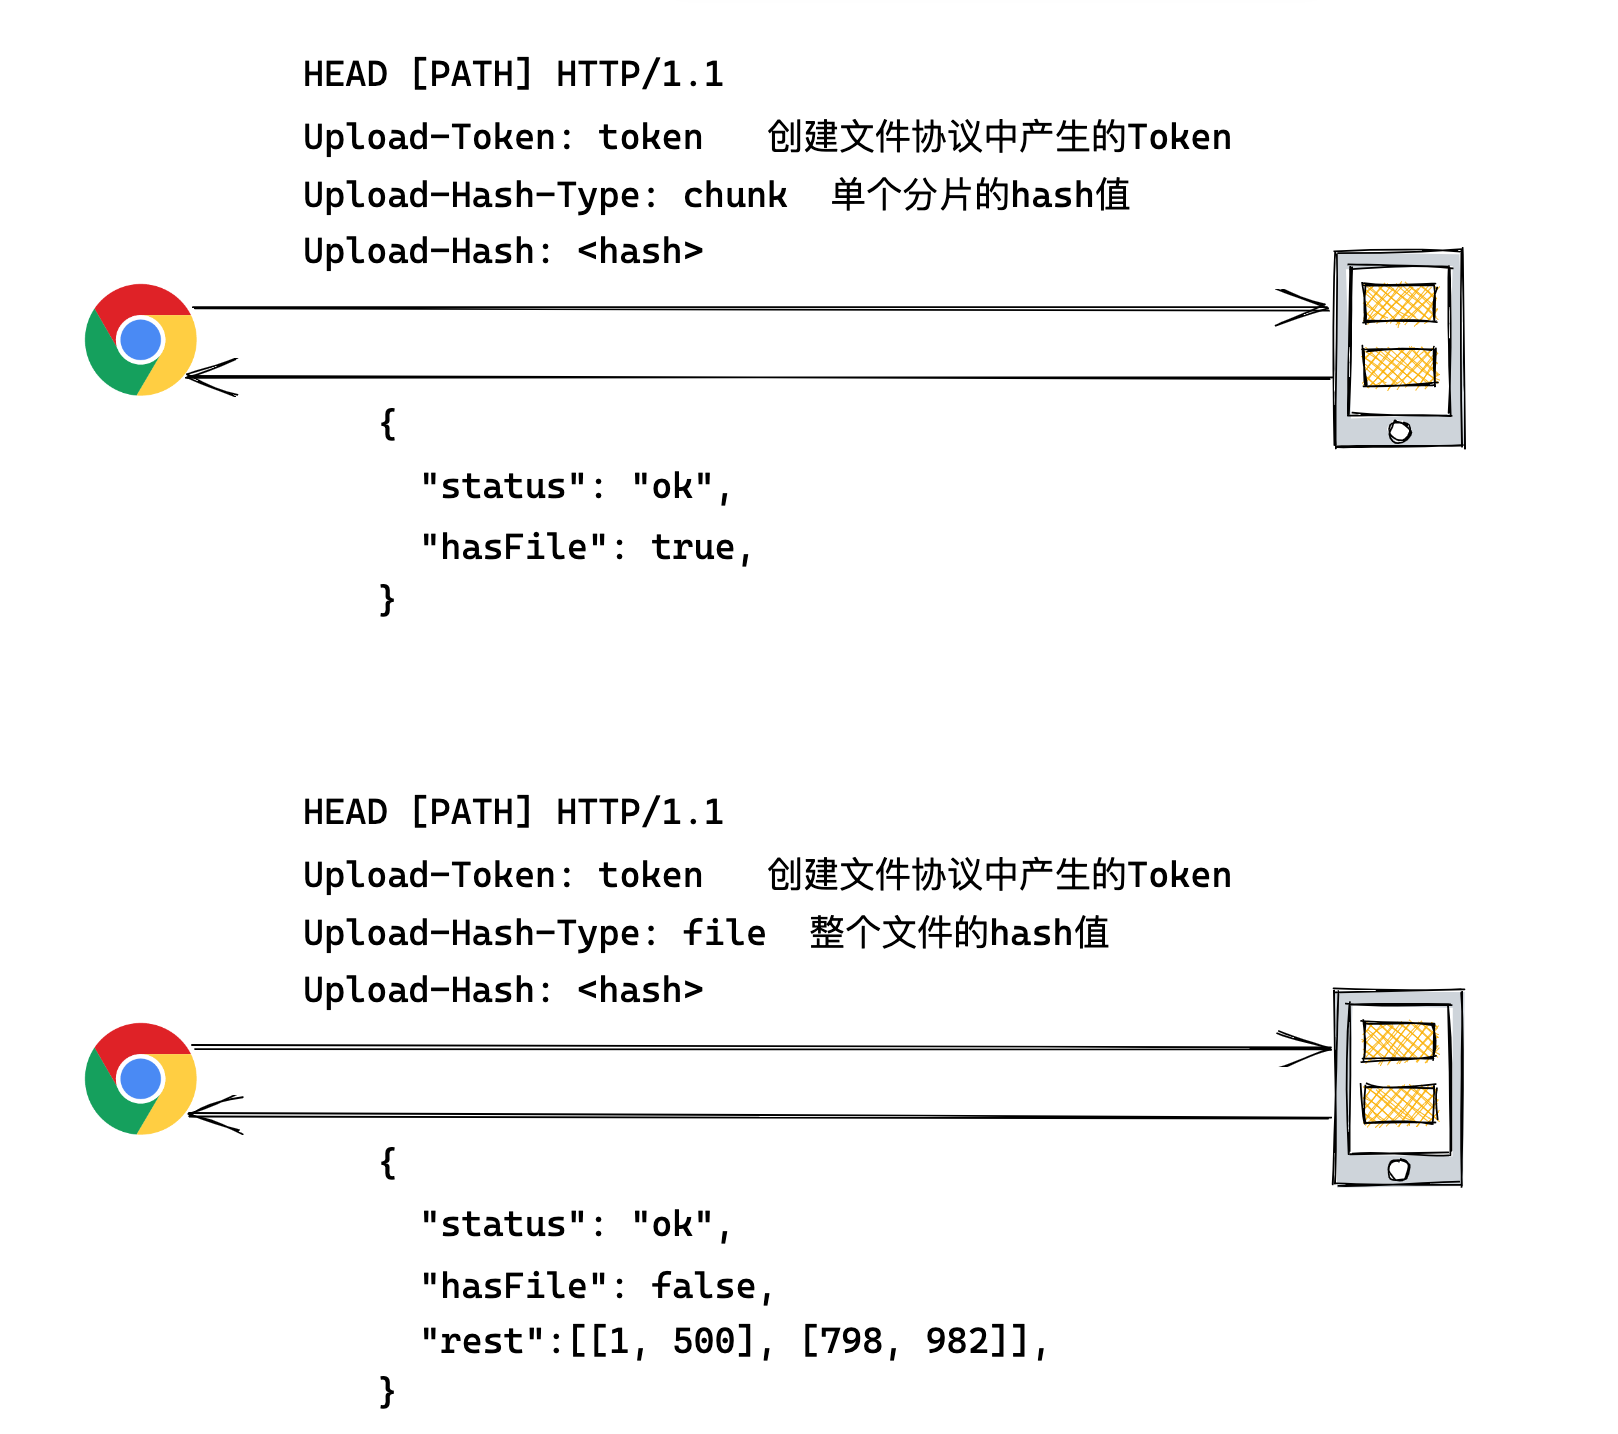 HEAD [PATH] HTTP/1.1
Upload-Token: token 创建文件协议中产生的Token
Upload-Hash-Type: chunk 单个分片的hash值
Upload-Hash: <hash>
{
"status": "ok",
"hasFile": true,
}
HEAD [PATH] HTTP/1.1
Upload-Token: token 创建文件协议中产生的Token
Upload-Hash-Type: file 整个文件的hash值
Upload-Hash: <hash>
{
"status": "ok",
"hasFile": false,
"rest":[[1, 500], [798, 982]],
}